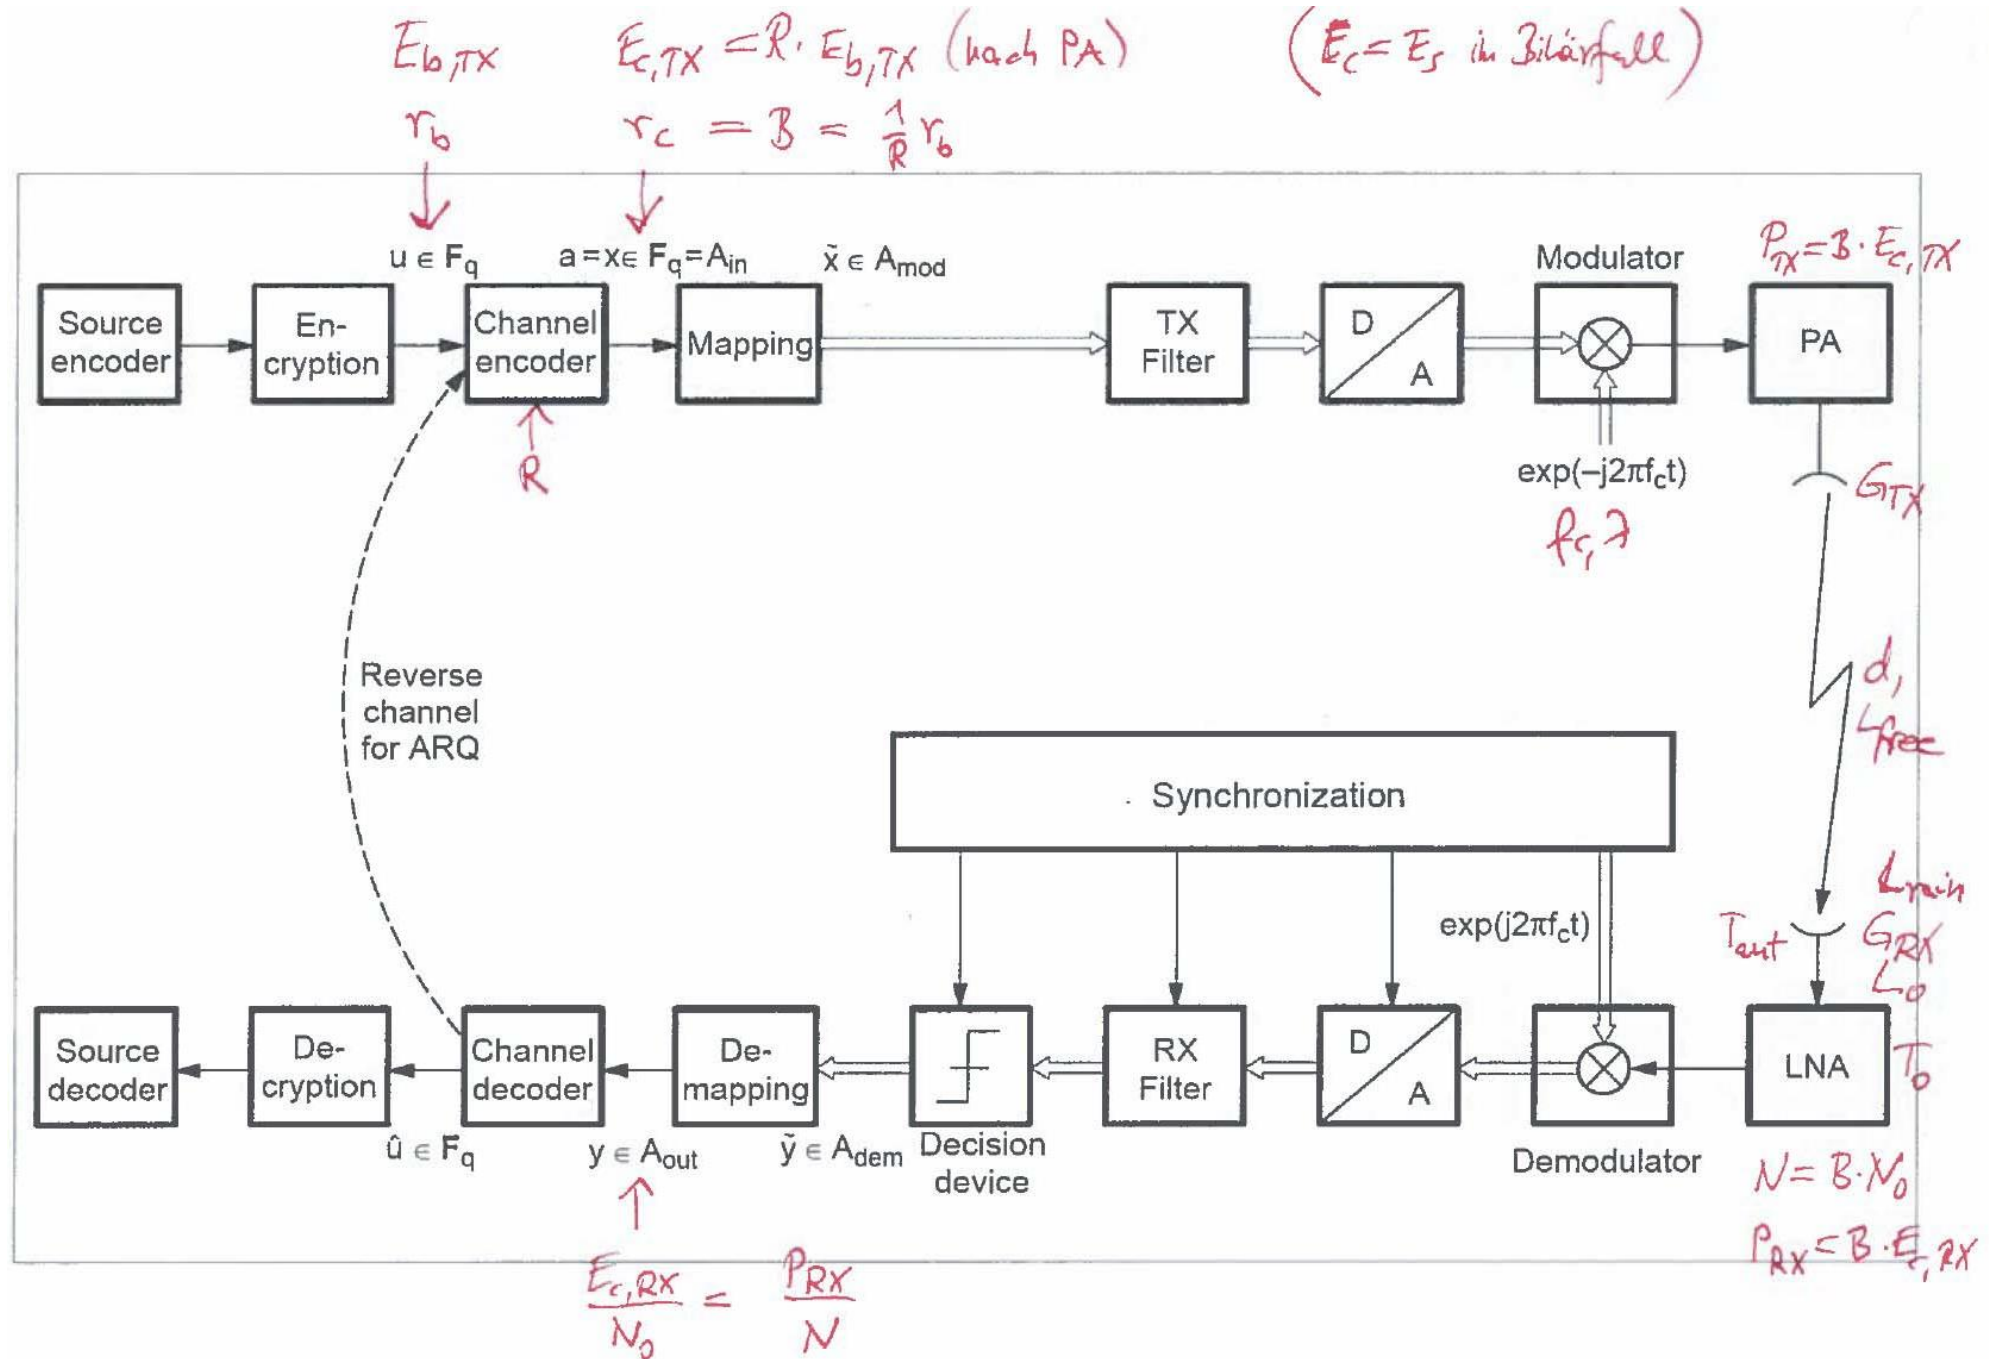 E_b,TX   E_c,TX = R · E_b,TX (nach PA)   (E_c = E_s im Binärfall)
r_b   r_c = B = 1/R r_b
u ∈ F_q   a = x ∈ F_q = A_in   x̃ ∈ A_mod   Modulator   P_TX = B · E_c,TX
Source
encoder
En-
cryption
Channel
encoder
Mapping
TX
Filter
D
A
PA
R
exp(–j2πf_ct)
f_c, λ
G_TX
Reverse
channel
for ARQ
d,
L_free
Synchronization
exp(j2πf_ct)
L_rain
T_ant
G_RX
L_0
Source
decoder
De-
cryption
Channel
decoder
De-
mapping
RX
Filter
D
A
LNA
T_0
û ∈ F_q   y ∈ A_out   ỹ ∈ A_dem
Decision
device
Demodulator
N = B · N_0
P_RX = B · E_c,RX
E_c,RX / N_0 = P_RX / N